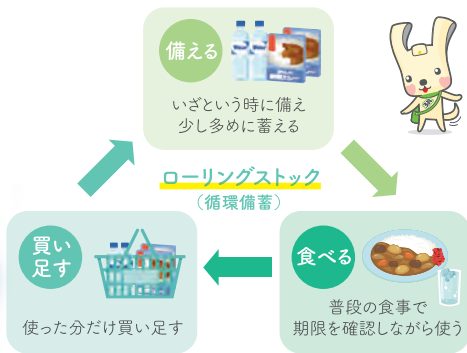 備える
いざという時に備え
少し多めに蓄える
ローリングストック
（循環備蓄）
買い
足す
使った分だけ買い足す
食べる
普段の食事で
期限を確認しながら使う